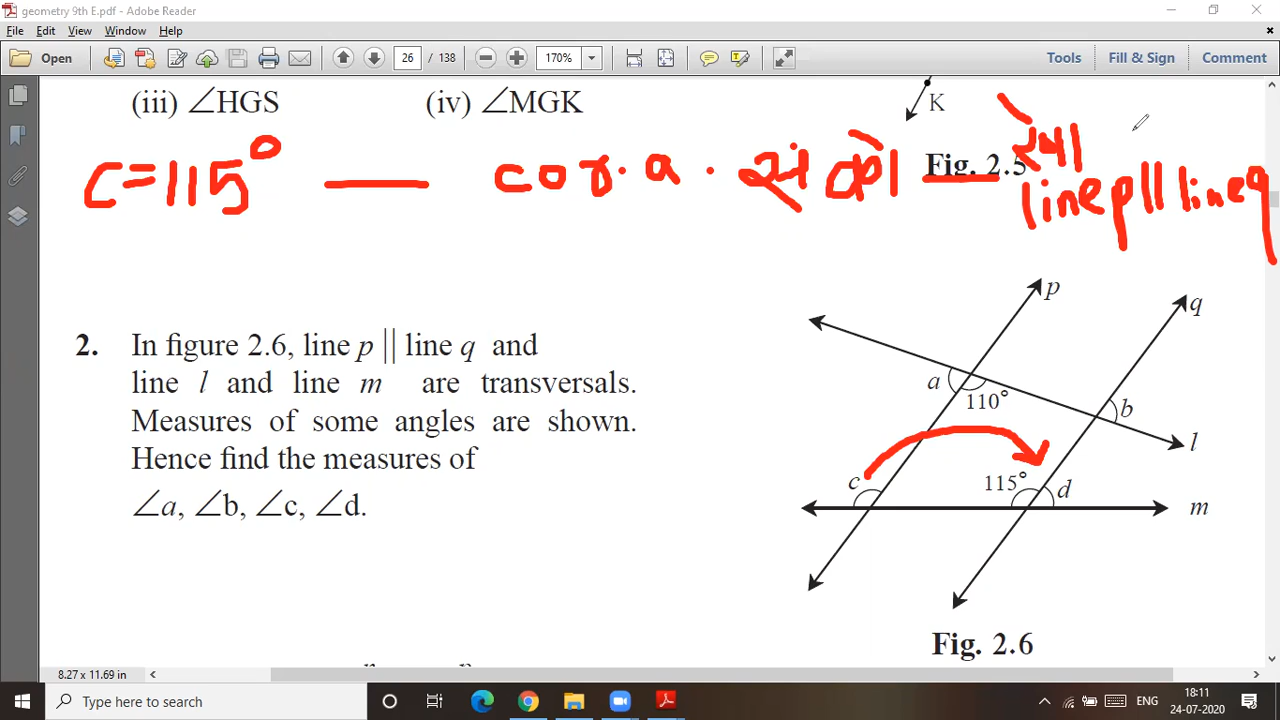 geometry 9th E.pdf - Adobe Reader
File Edit View Window Help
Open 26 / 138 170% Tools Fill & Sign Comment
(iii) ∠HGS (iv) ∠MGK
K
Fig. 2.5
C=115° — cor. a.
line p || line q
2. In figure 2.6, line p || line q and
line l and line m are transversals.
Measures of some angles are shown.
Hence find the measures of
∠a, ∠b, ∠c, ∠d.
p
q
a
110°
b
l
c
115°
d
m
Fig. 2.6
8.27 x 11.69 in
Type here to search
ENG
18:11
24-07-2020